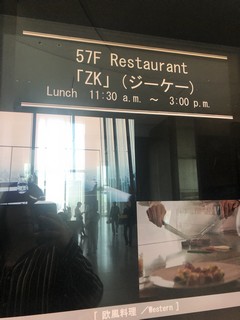 57F Restaurant
「ZK」(ジーケー)
Lunch 11:30 a.m. ～ 3:00 p.m.
[ 欧風料理 ／Western ]